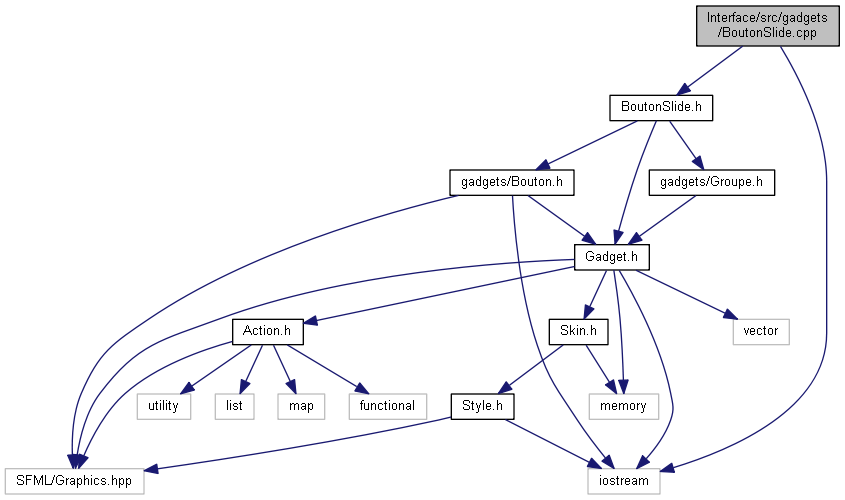 Interface/src/gadgets
/BoutonSlide.cpp
BoutonSlide.h
gadgets/Bouton.h
gadgets/Groupe.h
Gadget.h
Action.h
Skin.h
vector
utility
list
map
functional
Style.h
memory
SFML/Graphics.hpp
iostream